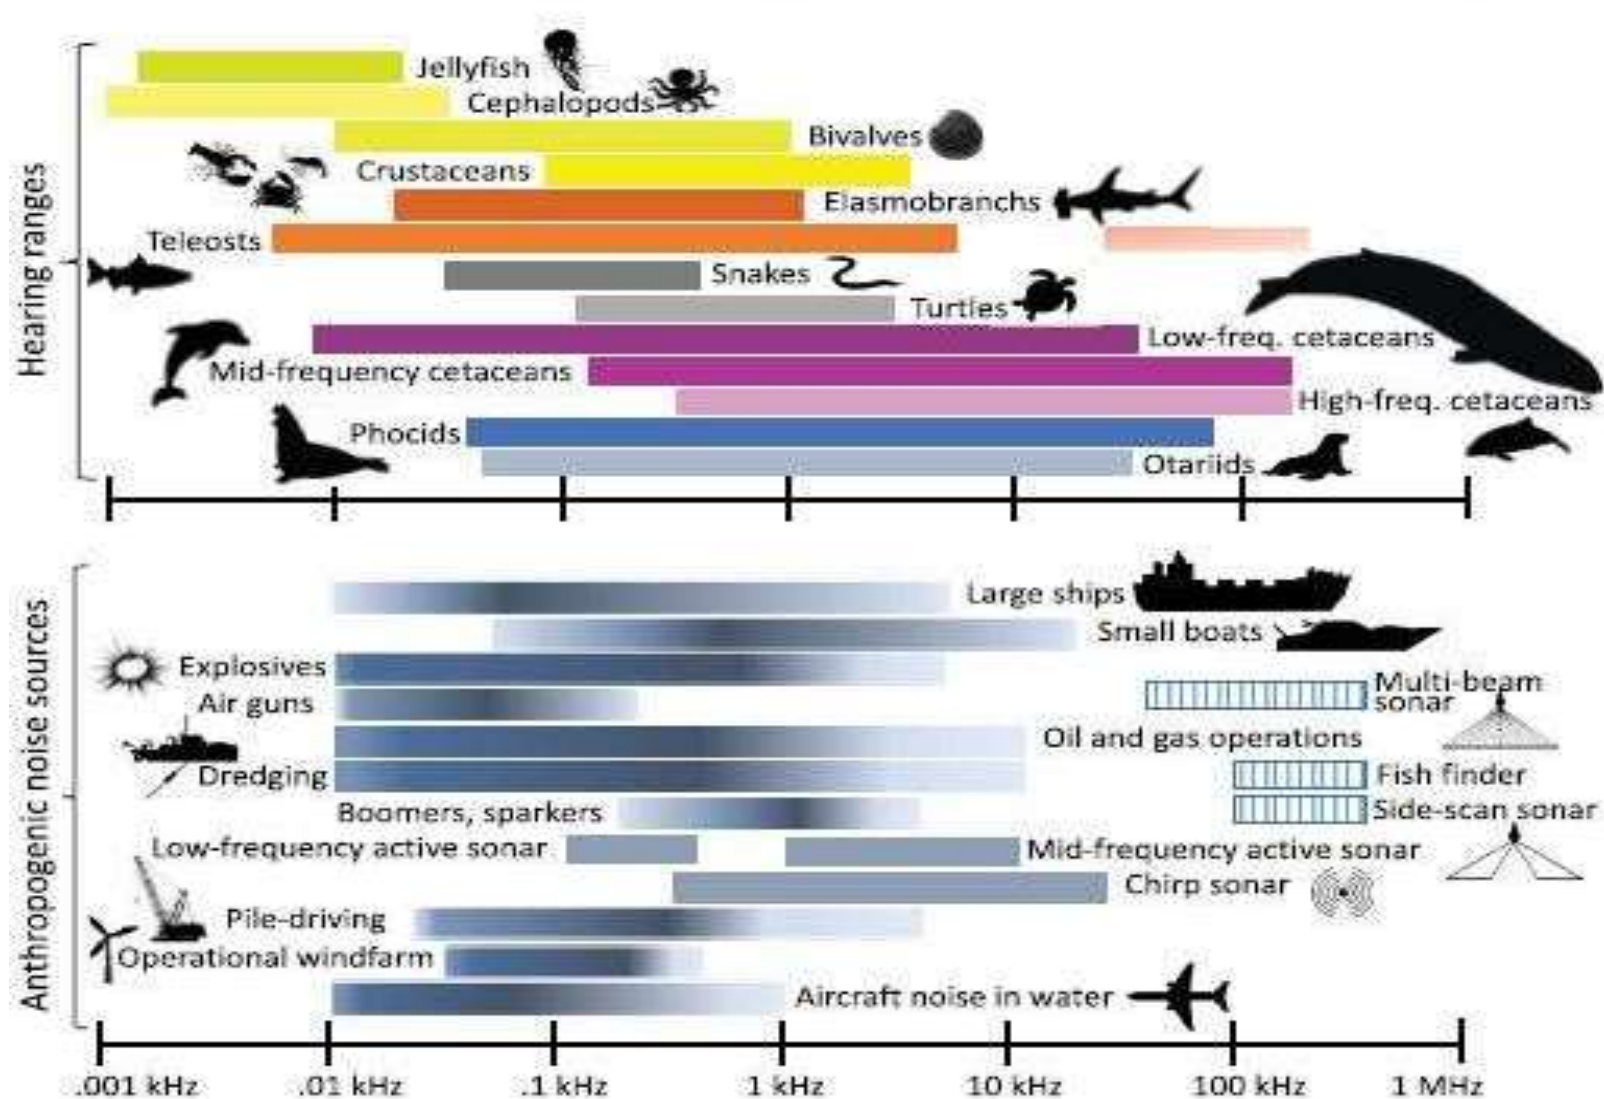 Hearing ranges
Jellyfish
Cephalopods
Bivalves
Crustaceans
Elasmobranchs
Teleosts
Snakes
Turtles
Low-freq. cetaceans
Mid-frequency cetaceans
High-freq. cetaceans
Phocids
Otariids
Anthropogenic noise sources
Large ships
Small boats
Explosives
Multi-beam
sonar
Air guns
Oil and gas operations
Dredging
Fish finder
Boomers, sparkers
Side-scan sonar
Low-frequency active sonar
Mid-frequency active sonar
Chirp sonar
Pile-driving
Operational windfarm
Aircraft noise in water
.001 kHz .01 kHz .1 kHz 1 kHz 10 kHz 100 kHz 1 MHz